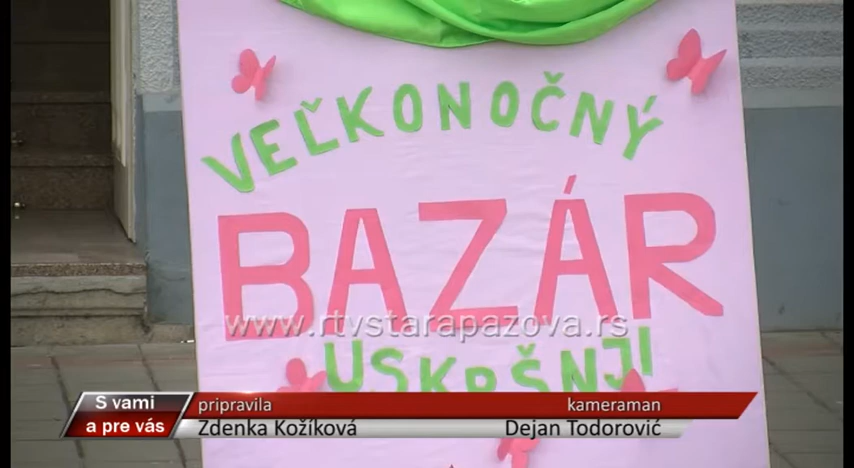 VEĽKONOČNÝ
BAZÁR
www.rtvstarapazova.rs
USKRŠNJI
S vami
a pre vás
pripravila
kameraman
Zdenka Kožíková
Dejan Todorović